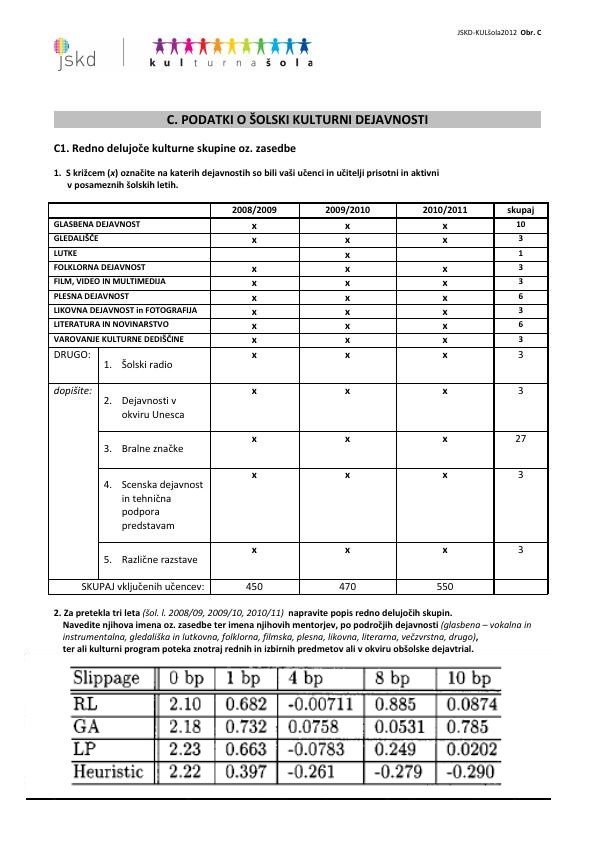 JSKD-KULšola2012 Obr. C
jskd
kulturnašola
C. PODATKI O ŠOLSKI KULTURNI DEJAVNOSTI
C1. Redno delujoče kulturne skupine oz. zasedbe
1. S križcem (x) označite na katerih dejavnostih so bili vaši učenci in učitelji prisotni in aktivni
v posameznih šolskih letih.
2008/2009 2009/2010 2010/2011 skupaj
GLASBENA DEJAVNOST x x x 10
GLEDALIŠČE x x x 3
LUTKE x 1
FOLKLORNA DEJAVNOST x x x 3
FILM, VIDEO IN MULTIMEDIJA x x x 3
PLESNA DEJAVNOST x x x 6
LIKOVNA DEJAVNOST in FOTOGRAFIJA x x x 3
LITERATURA IN NOVINARSTVO x x x 6
VAROVANJE KULTURNE DEDIŠČINE x x x 3
DRUGO: x x x 3
1. Šolski radio
dopišite: x x x 3
2. Dejavnosti v
okviru Unesca
x x x 27
3. Bralne značke
x x x 3
4. Scenska dejavnost
in tehnična
podpora
predstavam
x x x 3
5. Različne razstave
SKUPAJ vključenih učencev: 450 470 550
2. Za pretekla tri leta (šol. l. 2008/09, 2009/10, 2010/11) napravite popis redno delujočih skupin.
Navedite njihova imena oz. zasedbe ter imena njihovih mentorjev, po področjih dejavnosti (glasbena – vokalna in
instrumentalna, gledališka in lutkovna, folklorna, filmska, plesna, likovna, literarna, večzvrstna, drugo),
ter ali kulturni program poteka znotraj rednih in izbirnih predmetov ali v okviru obšolske dejavtrial.
Slippage 0 bp 1 bp 4 bp 8 bp 10 bp
RL 2.10 0.682 -0.00711 0.885 0.0874
GA 2.18 0.732 0.0758 0.0531 0.785
LP 2.23 0.663 -0.0783 0.249 0.0202
Heuristic 2.22 0.397 -0.261 -0.279 -0.290